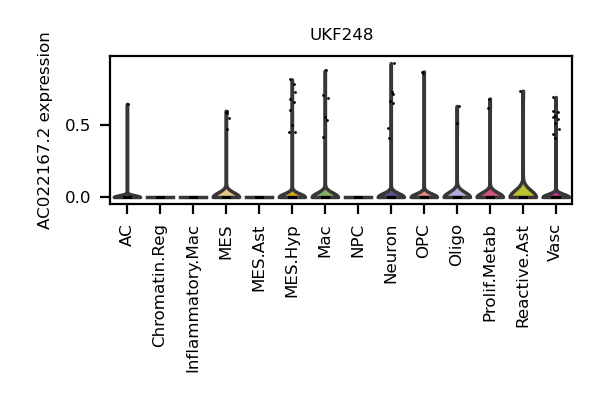 UKF248
AC022167.2 expression
0.5
0.0
AC
Chromatin.Reg
Inflammatory.Mac
MES
MES.Ast
MES.Hyp
Mac
NPC
Neuron
OPC
Oligo
Prolif.Metab
Reactive.Ast
Vasc